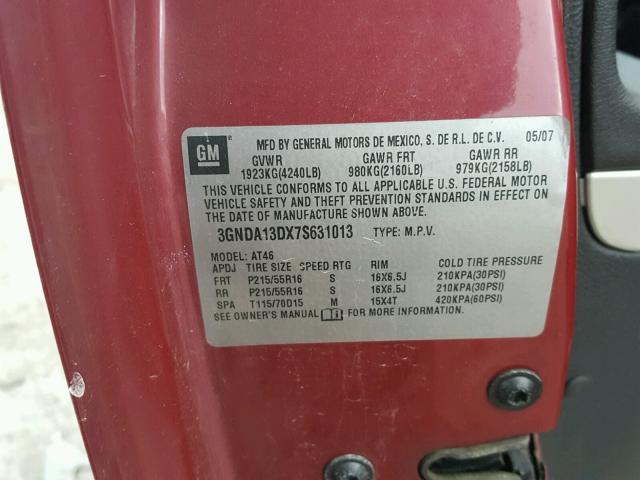 GM
MFD BY GENERAL MOTORS DE MEXICO, S. DE R.L. DE C.V. 05/07
GVWR GAWR FRT GAWR RR
1923KG(4240LB) 980KG(2160LB) 979KG(2158LB)
THIS VEHICLE CONFORMS TO ALL APPLICABLE U.S. FEDERAL MOTOR
VEHICLE SAFETY AND THEFT PREVENTION STANDARDS IN EFFECT ON
THE DATE OF MANUFACTURE SHOWN ABOVE.
3GNDA13DX7S631013 TYPE: M.P.V.
MODEL: AT46
APDJ TIRE SIZE SPEED RTG RIM COLD TIRE PRESSURE
FRT P215/55R16 S 16X6.5J 210KPA(30PSI)
RR P215/55R16 S 16X6.5J 210KPA(30PSI)
SPA T115/70D15 M 15X4T 420KPA(60PSI)
SEE OWNER'S MANUAL FOR MORE INFORMATION.